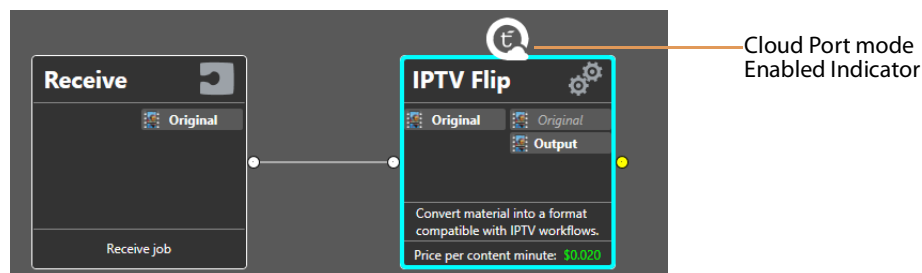 Cloud Port mode
Enabled Indicator
Receive
Original
Receive job
IPTV Flip
Original
Original
Output
Convert material into a format
compatible with IPTV workflows.
Price per content minute: $0.020